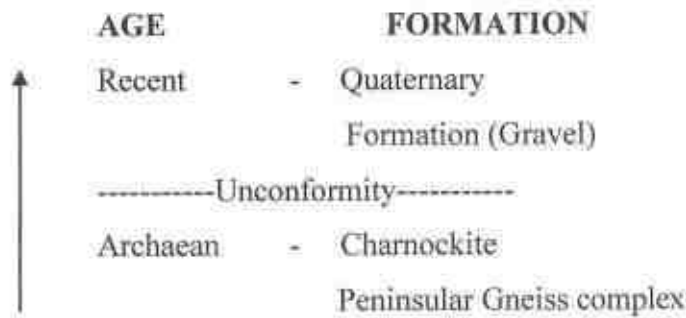 AGE FORMATION
Recent - Quaternary
Formation (Gravel)
-----------Unconformity-----------
Archaean - Charnockite
Peninsular Gneiss complex